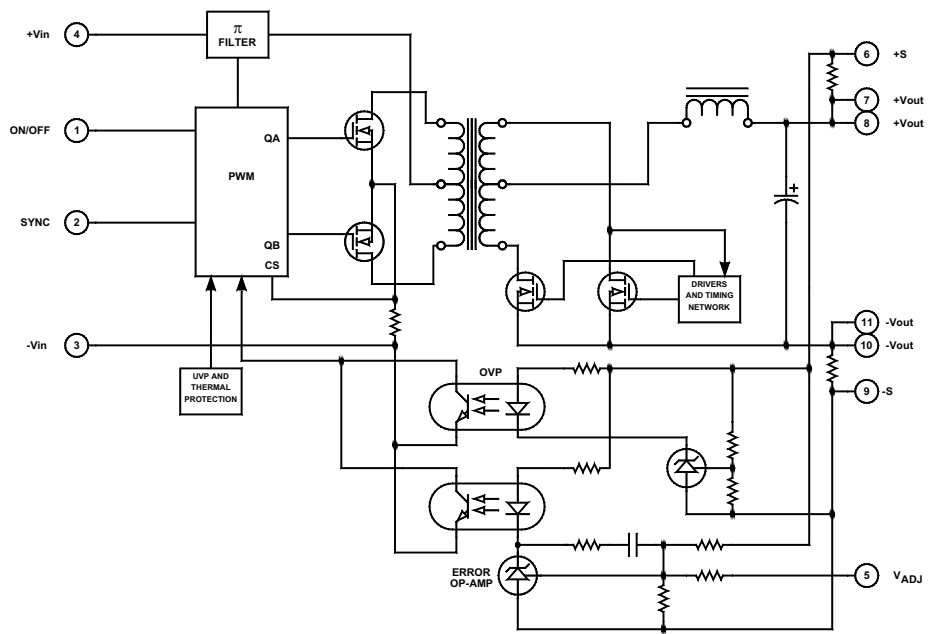 π
FILTER
+Vin 4
6 +S
7 +Vout
8 +Vout
ON/OFF 1
QA
PWM
SYNC 2
QB
CS
DRIVERS
AND TIMING
NETWORK
11 -Vout
10 -Vout
-Vin 3
UVP AND
THERMAL
PROTECTION
OVP
9 -S
+
ERROR
OP-AMP
5 VADJ